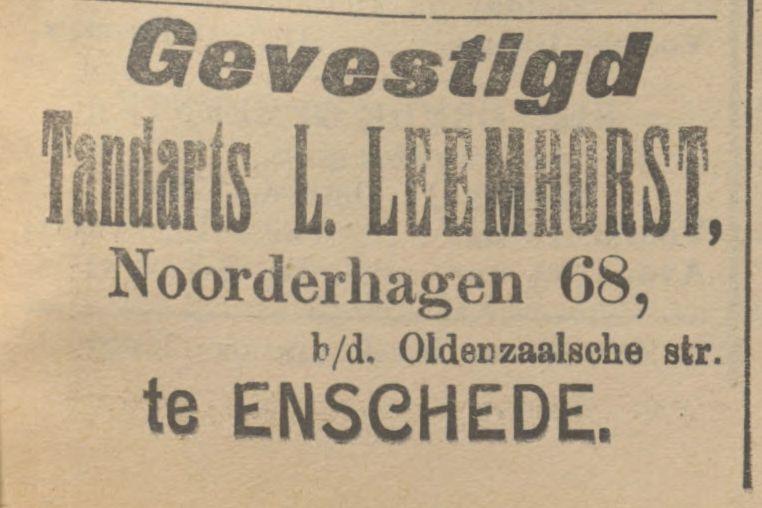 Gevestigd
Tandarts L. LEEMHORST,
Noorderhagen 68,
b/d. Oldenzaalsche str.
te ENSCHEDE.